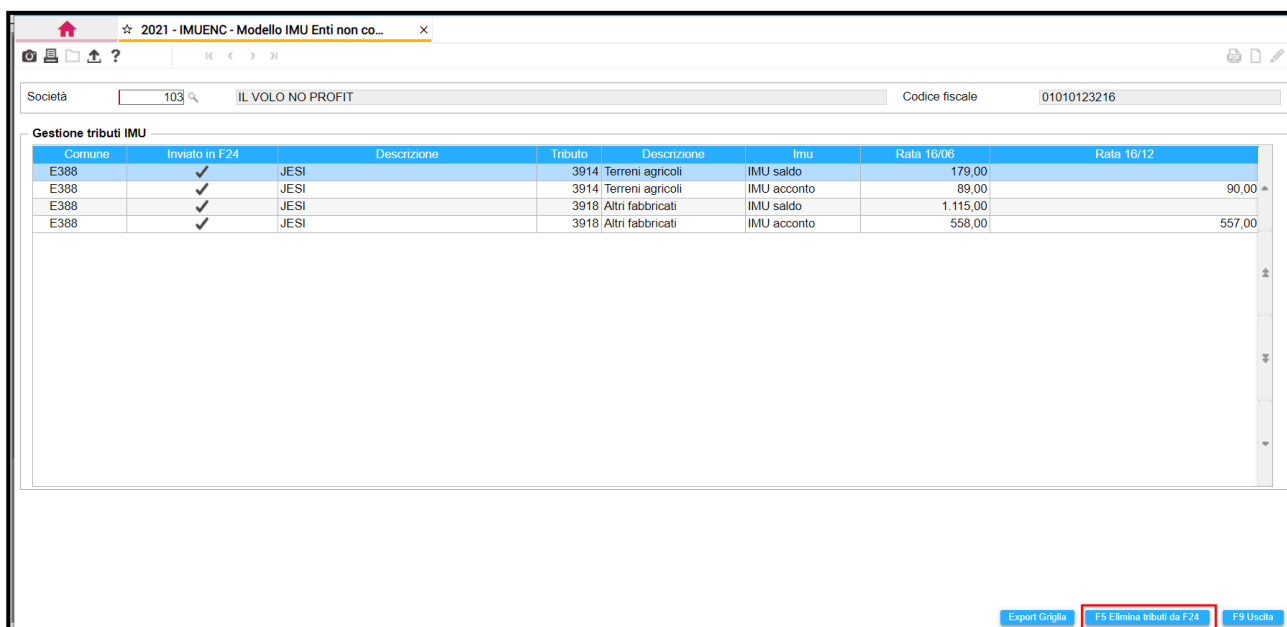 ☆ 2021 - IMUENC - Modello IMU Enti non co... ×
?
Società 103 IL VOLO NO PROFIT Codice fiscale 01010123216
Gestione tributi IMU
Comune Inviato in F24 Descrizione Tributo Descrizione Imu Rata 16/06 Rata 16/12
E388 ✓ JESI 3914 Terreni agricoli IMU saldo 179,00
E388 ✓ JESI 3914 Terreni agricoli IMU acconto 89,00 90,00
E388 ✓ JESI 3918 Altri fabbricati IMU saldo 1.115,00
E388 ✓ JESI 3918 Altri fabbricati IMU acconto 558,00 557,00
Export Griglia F5 Elimina tributi da F24 F9 Uscita